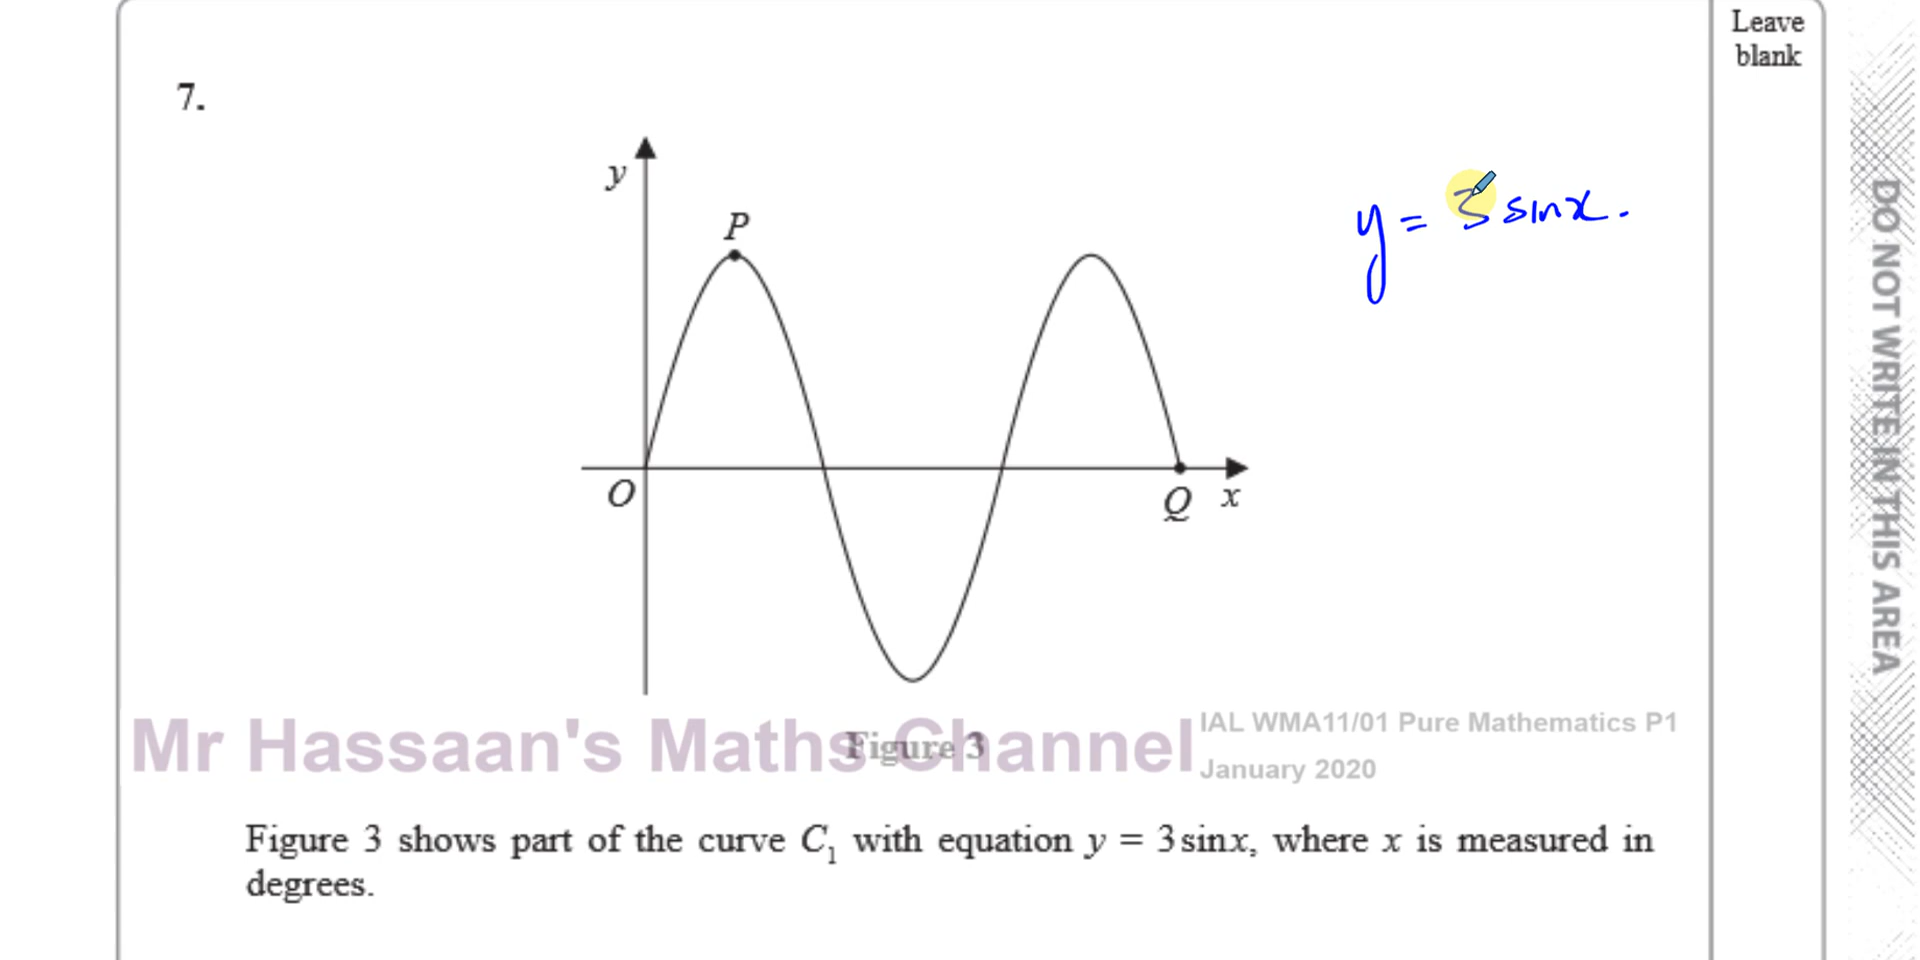 Leave
blank
7.
y
P
y = 3 sinx.
O
Q
x
Figure 3
Mr Hassaan's Maths Channel
IAL WMA11/01 Pure Mathematics P1
January 2020
Figure 3 shows part of the curve C₁ with equation y = 3 sinx, where x is measured in
degrees.
DO NOT WRITE IN THIS AREA